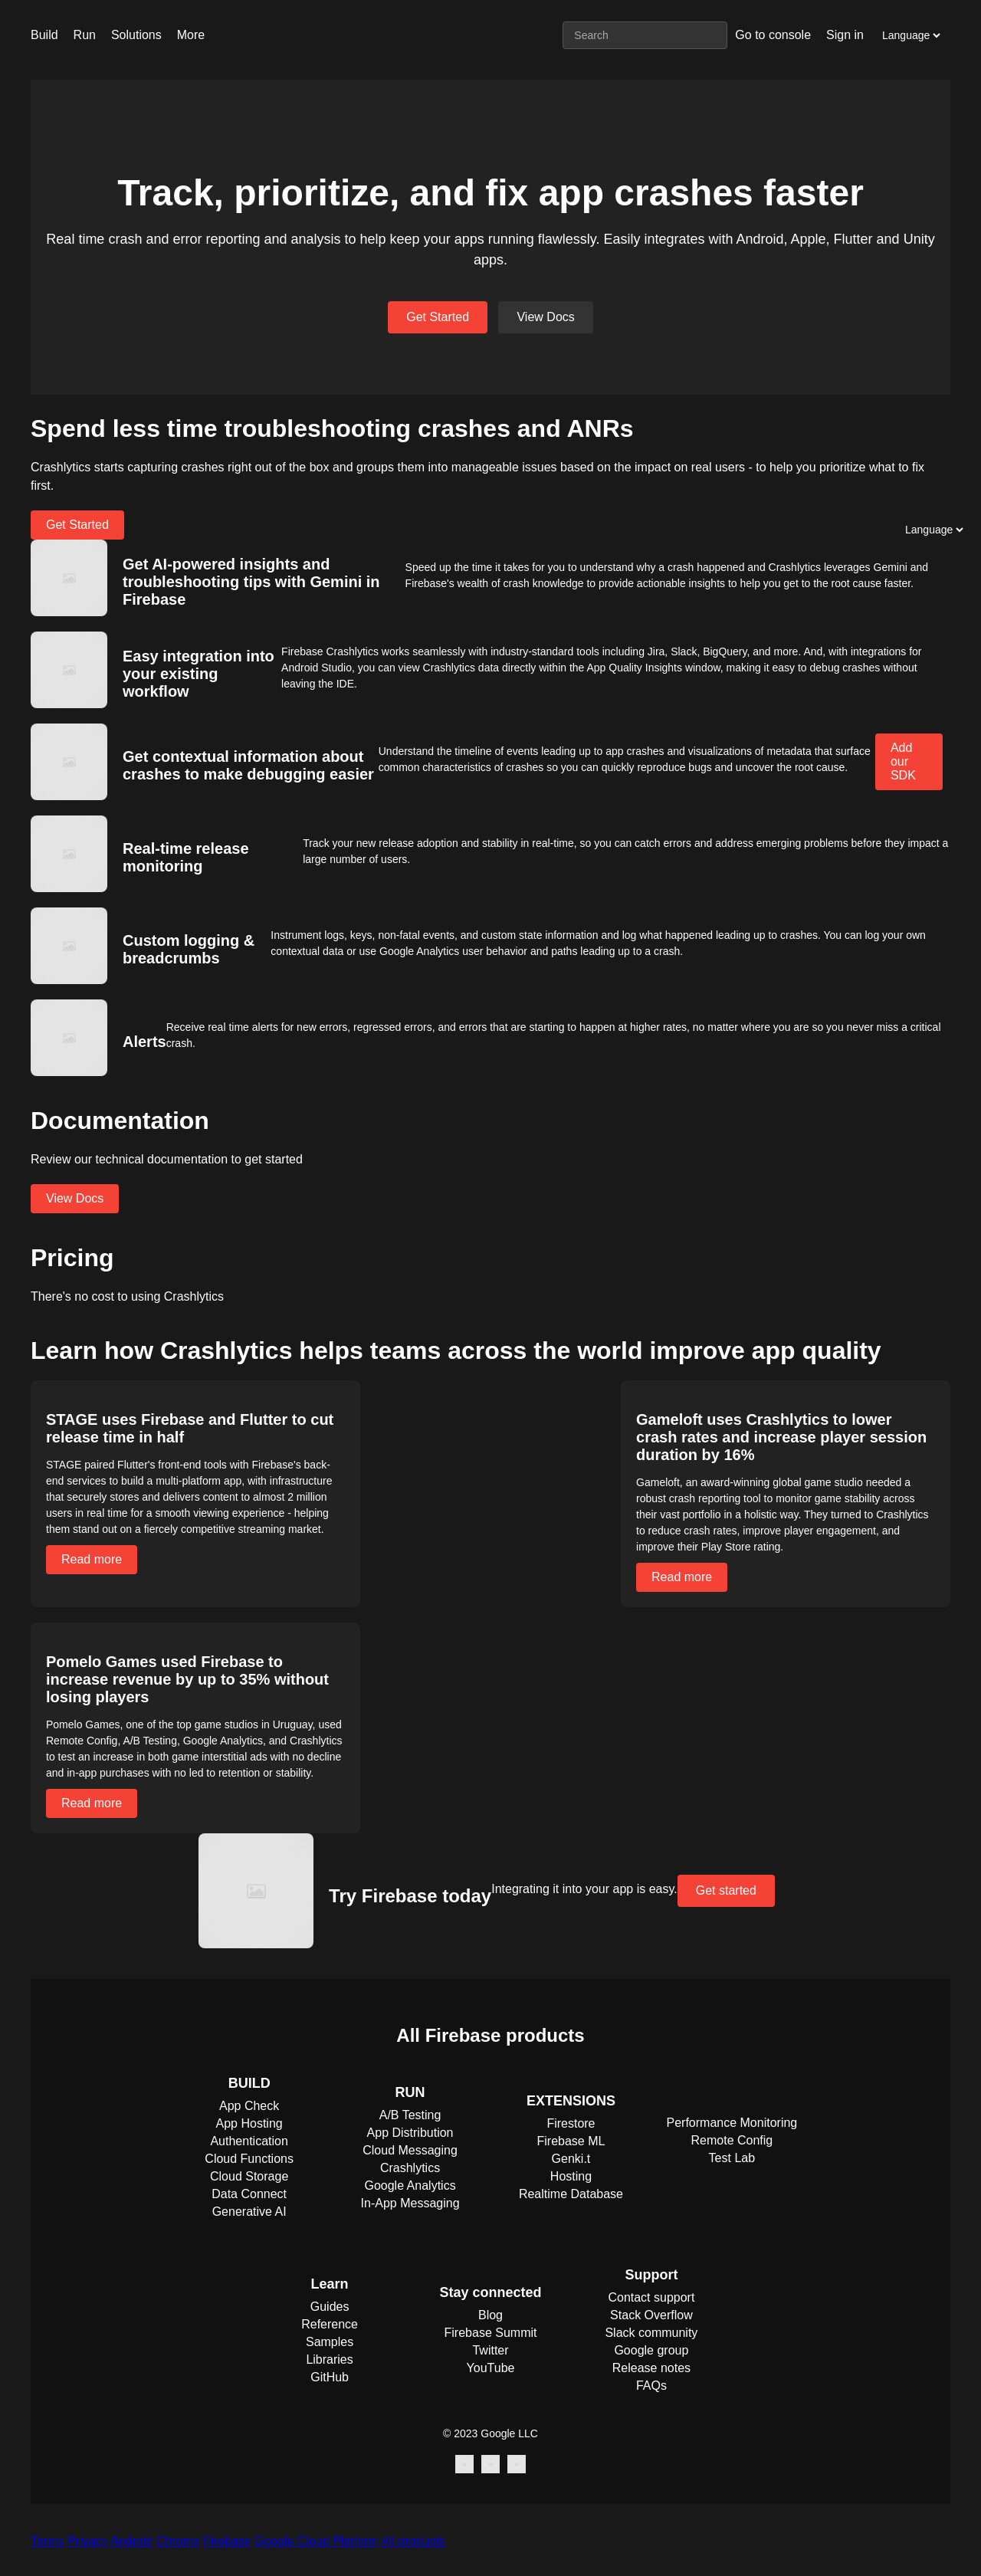 Build Run Solutions More Search Go to console Sign in Language
Track, prioritize, and fix app crashes faster
Real time crash and error reporting and analysis to help keep your apps running flawlessly. Easily integrates with Android, Apple, Flutter and Unity
apps.
Get Started View Docs
Spend less time troubleshooting crashes and ANRs
Crashlytics starts capturing crashes right out of the box and groups them into manageable issues based on the impact on real users - to help you prioritize what to fix
first.
Get Started
Language
Get AI-powered insights and
troubleshooting tips with Gemini in
Firebase
Speed up the time it takes for you to understand why a crash happened and Crashlytics leverages Gemini and
Firebase's wealth of crash knowledge to provide actionable insights to help you get to the root cause faster.
Easy integration into
your existing
workflow
Firebase Crashlytics works seamlessly with industry-standard tools including Jira, Slack, BigQuery, and more. And, with integrations for
Android Studio, you can view Crashlytics data directly within the App Quality Insights window, making it easy to debug crashes without
leaving the IDE.
Get contextual information about
crashes to make debugging easier
Understand the timeline of events leading up to app crashes and visualizations of metadata that surface
common characteristics of crashes so you can quickly reproduce bugs and uncover the root cause.
Add
our
SDK
Real-time release
monitoring
Track your new release adoption and stability in real-time, so you can catch errors and address emerging problems before they impact a
large number of users.
Custom logging &
breadcrumbs
Instrument logs, keys, non-fatal events, and custom state information and log what happened leading up to crashes. You can log your own
contextual data or use Google Analytics user behavior and paths leading up to a crash.
Alerts
Receive real time alerts for new errors, regressed errors, and errors that are starting to happen at higher rates, no matter where you are so you never miss a critical
crash.
Documentation
Review our technical documentation to get started
View Docs
Pricing
There's no cost to using Crashlytics
Learn how Crashlytics helps teams across the world improve app quality
STAGE uses Firebase and Flutter to cut
release time in half
STAGE paired Flutter's front-end tools with Firebase's back-
end services to build a multi-platform app, with infrastructure
that securely stores and delivers content to almost 2 million
users in real time for a smooth viewing experience - helping
them stand out on a fiercely competitive streaming market.
Read more
Gameloft uses Crashlytics to lower
crash rates and increase player session
duration by 16%
Gameloft, an award-winning global game studio needed a
robust crash reporting tool to monitor game stability across
their vast portfolio in a holistic way. They turned to Crashlytics
to reduce crash rates, improve player engagement, and
improve their Play Store rating.
Read more
Pomelo Games used Firebase to
increase revenue by up to 35% without
losing players
Pomelo Games, one of the top game studios in Uruguay, used
Remote Config, A/B Testing, Google Analytics, and Crashlytics
to test an increase in both game interstitial ads with no decline
and in-app purchases with no led to retention or stability.
Read more
Try Firebase today
Integrating it into your app is easy.
Get started
All Firebase products
BUILD
App Check
App Hosting
Authentication
Cloud Functions
Cloud Storage
Data Connect
Generative AI
RUN
A/B Testing
App Distribution
Cloud Messaging
Crashlytics
Google Analytics
In-App Messaging
EXTENSIONS
Firestore
Firebase ML
Genki.t
Hosting
Realtime Database
Performance Monitoring
Remote Config
Test Lab
Learn
Guides
Reference
Samples
Libraries
GitHub
Stay connected
Blog
Firebase Summit
Twitter
YouTube
Support
Contact support
Stack Overflow
Slack community
Google group
Release notes
FAQs
© 2023 Google LLC
Terms Privacy Android Chrome Firebase Google Cloud Platform All products